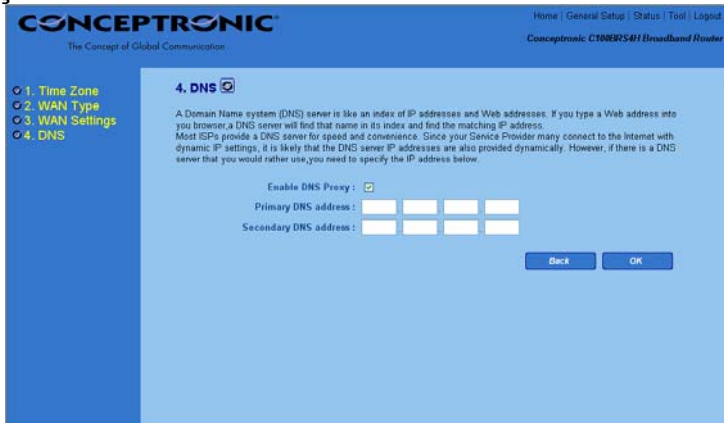 CONCEPTRONIC
The Concept of Global Communication
Home | General Setup | Status | Tool | Logout
Conceptronic C100BRS4H Broadband Router
1. Time Zone
2. WAN Type
3. WAN Settings
4. DNS
4. DNS
A Domain Name system (DNS) server is like an index of IP addresses and Web addresses. If you type a Web address into
you browser,a DNS server will find that name in its index and find the matching IP address.
Most ISPs provide a DNS server for speed and convenience. Since your Service Provider many connect to the Internet with
dynamic IP settings, it is likely that the DNS server IP addresses are also provided dynamically. However, if there is a DNS
server that you would rather use,you need to specify the IP address below.
Enable DNS Proxy :
Primary DNS address :
Secondary DNS address :
Back
OK